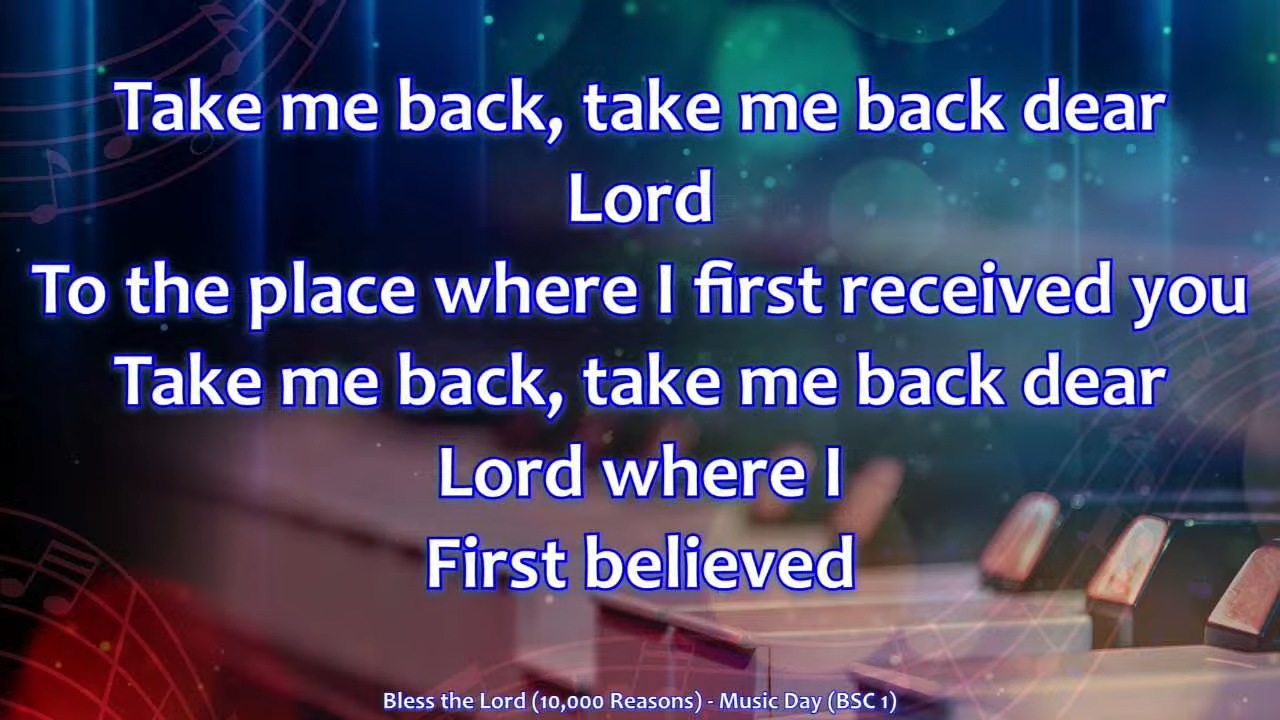 Take me back, take me back dear
Lord
To the place where I first received you
Take me back, take me back dear
Lord where I
First believed
Bless the Lord (10,000 Reasons) - Music Day (BSC 1)